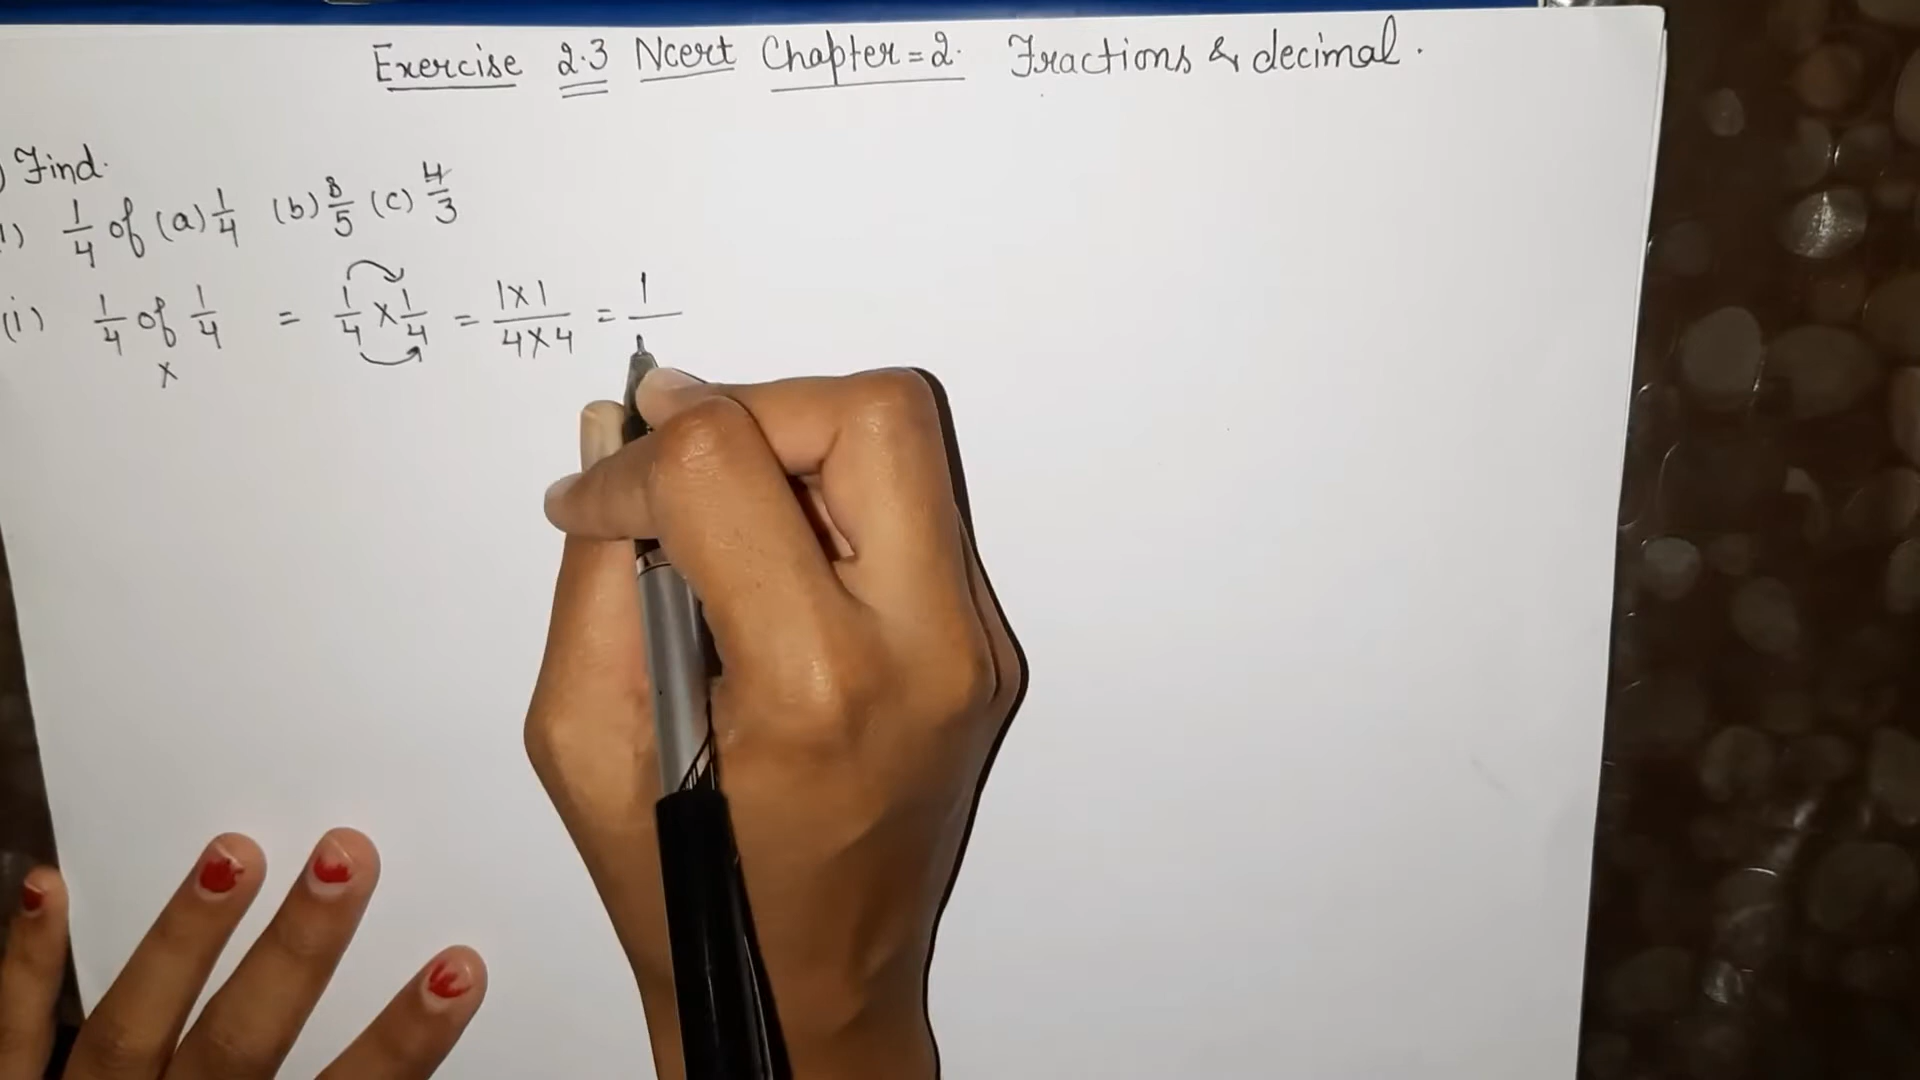 Exercise 2.3 Ncert Chapter = 2. Fractions & decimal.
) Find.
1) 1/4 of (a) 1/4 (b) 8/5 (c) 4/3
(i) 1/4 of 1/4 = 1/4 × 1/4 = 1×1/4×4 = 1/
×